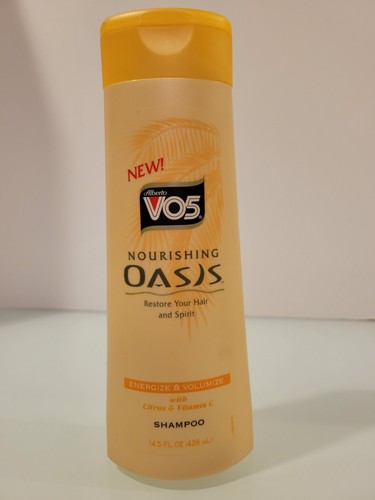 NEW!
Alberto
VO5
NOURISHING
OASIS
Restore Your Hair
and Spirit
ENERGIZE & VOLUMIZE
with
Citrus & Vitamin C
SHAMPOO
14.5 FL OZ (428 mL)